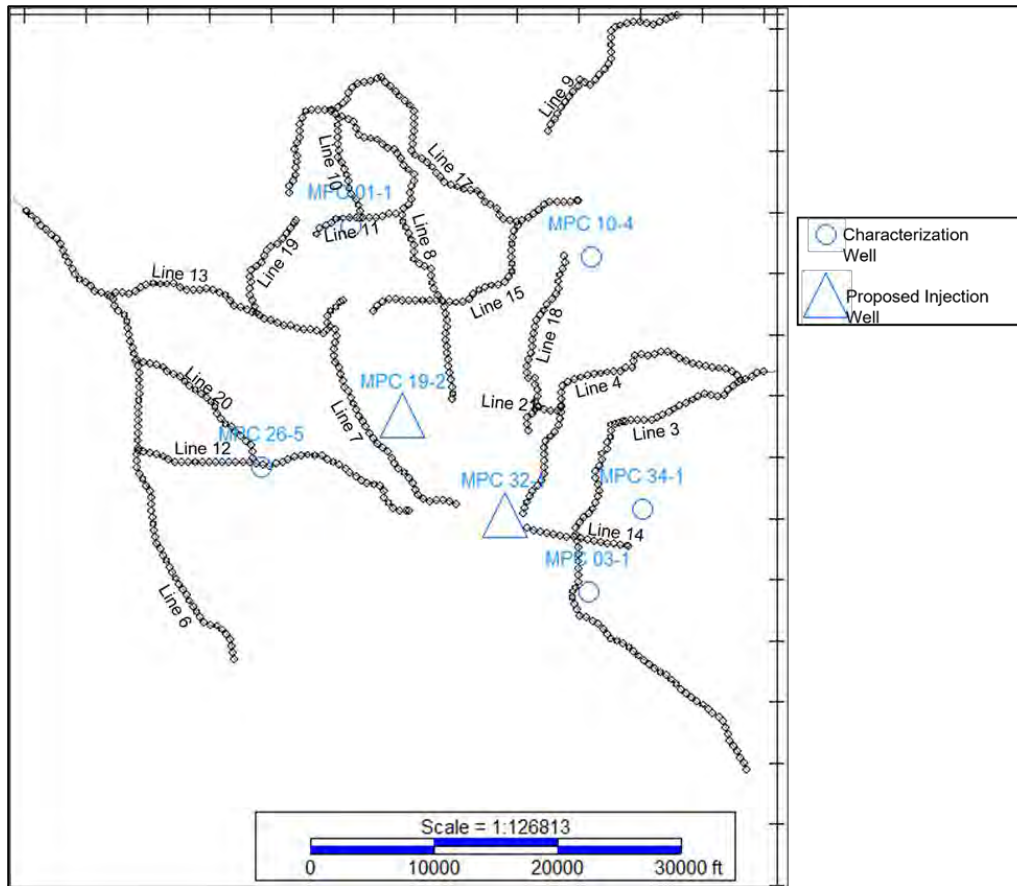 Line 9
Line 10
Line 17
MPC 01-1
MPC 10-4
Line 11
Line 8
Line 19
Line 13
Line 15
Line 18
MPC 19-2
Line 4
Line 20
Line 21
Line 3
MPC 26-5
Line 7
Line 12
MPC 32-
MPC 34-1
Line 14
MPC 03-1
Line 6
Characterization
Well
Proposed Injection
Well
Scale = 1:126813
0
10000
20000
30000 ft